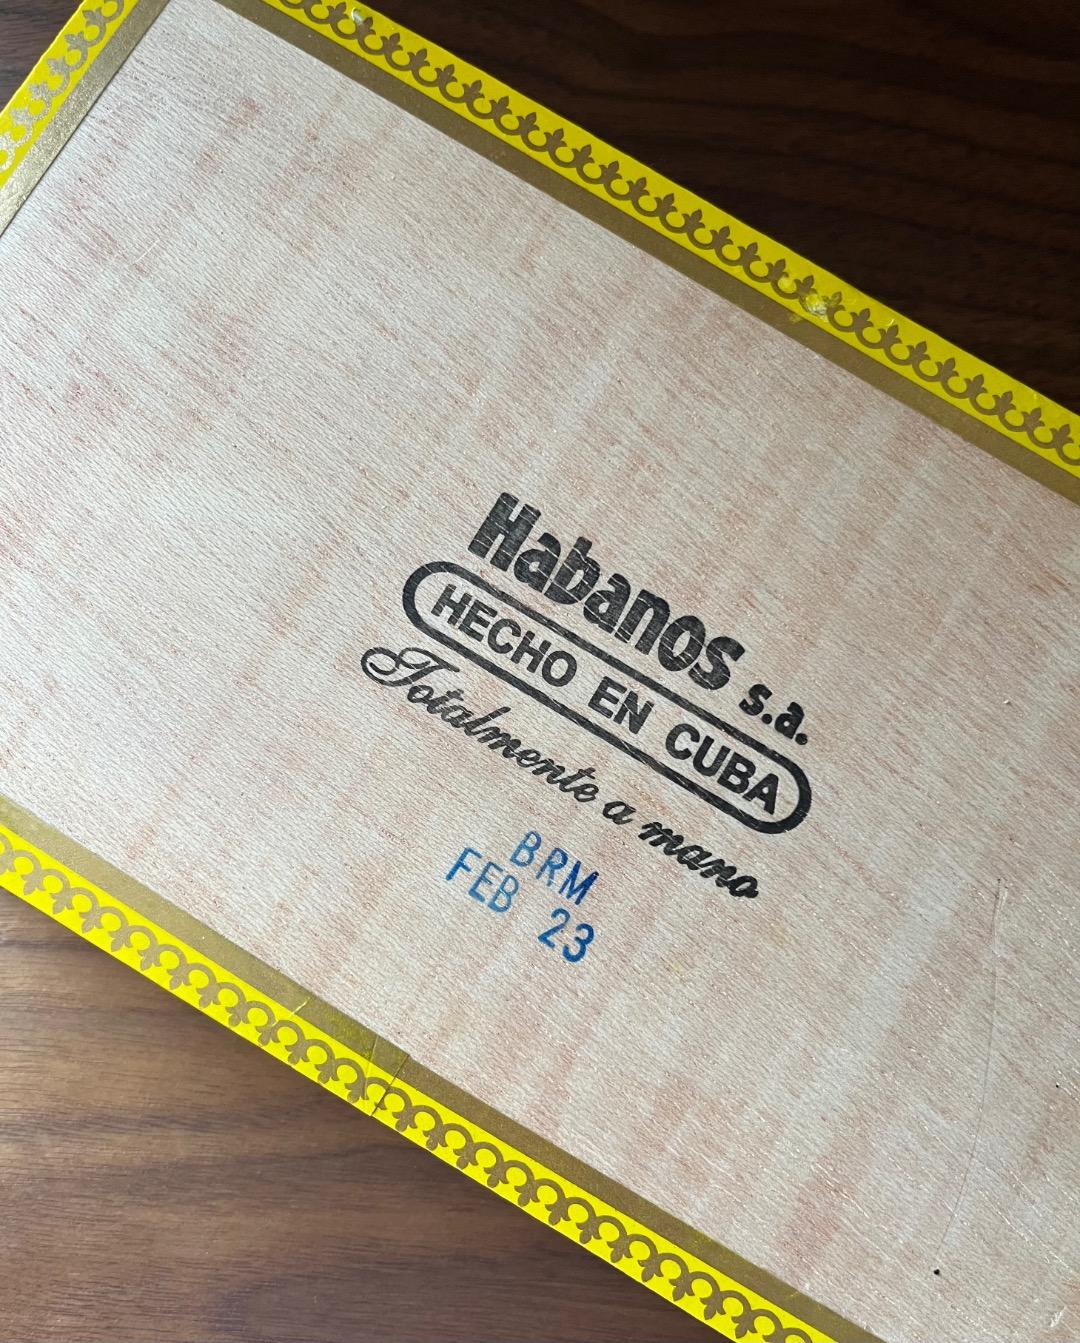 Habanos s.a.
HECHO EN CUBA
Totalmente a mano
BRM
FEB 23